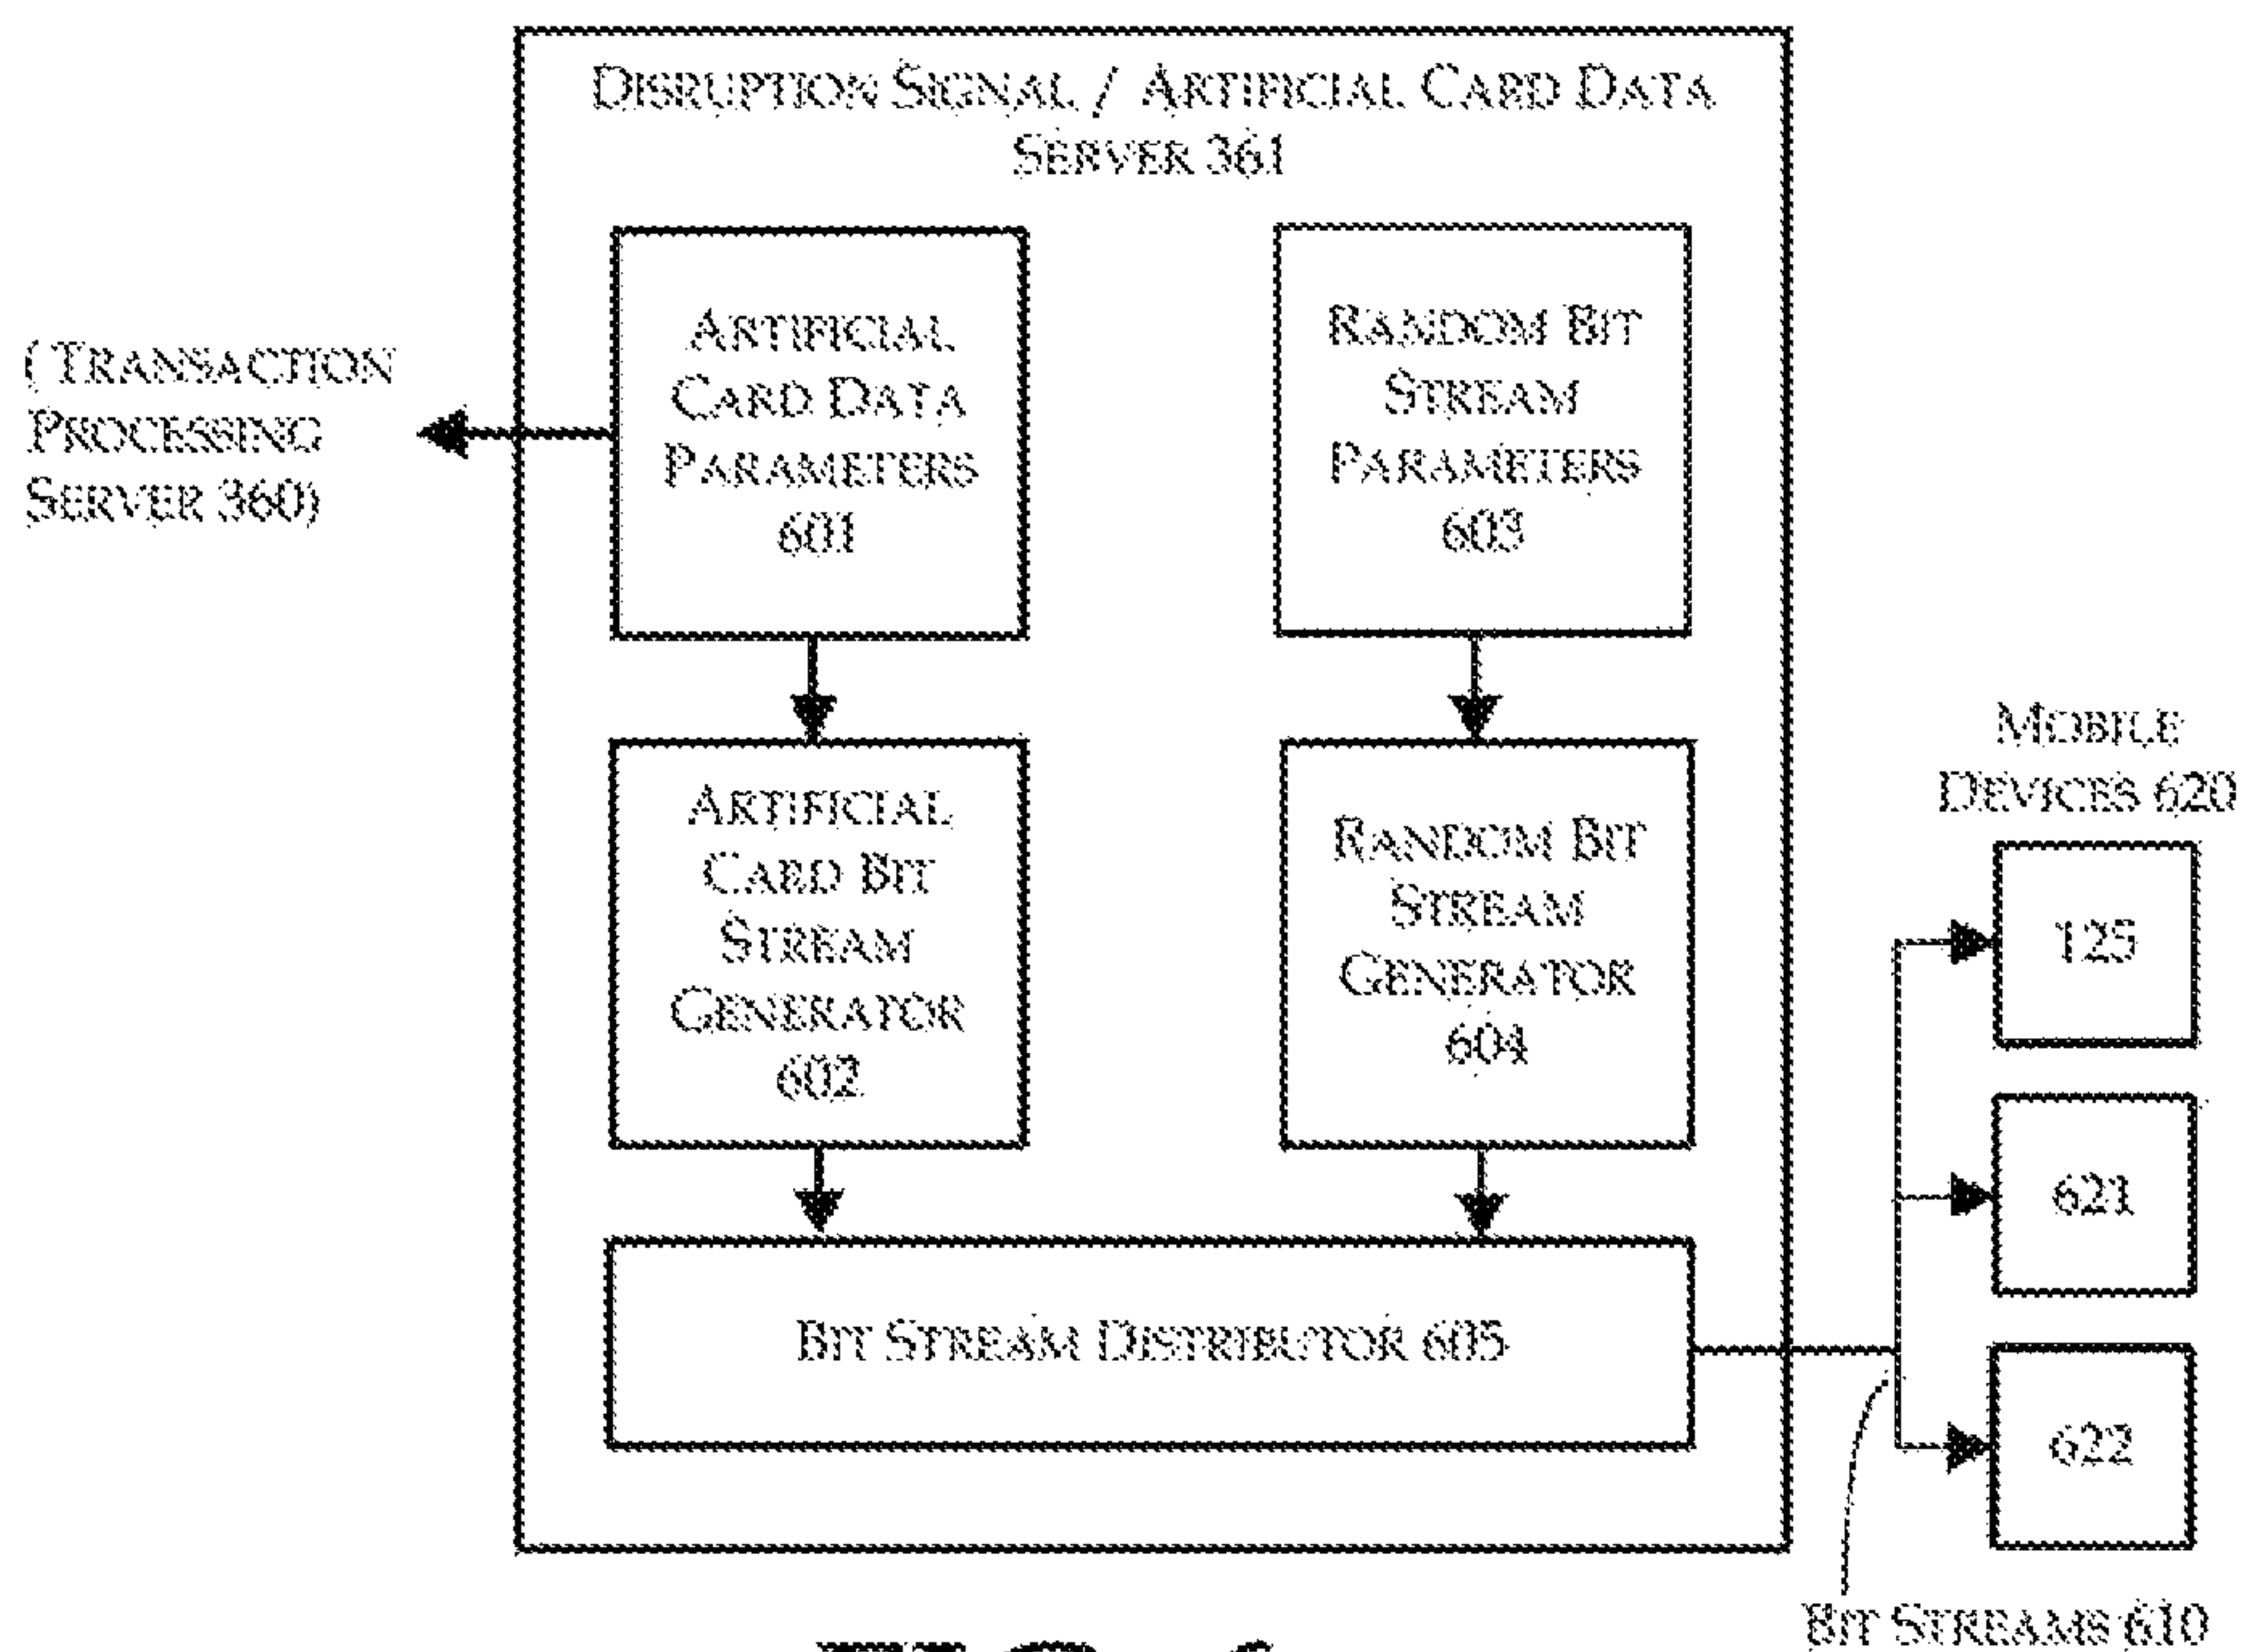 DISRUPTION SIGNAL / ARTIFICIAL CARD DATA
SERVER 361
(TRANSACTION
PROCESSING
SERVER 360)
ARTIFICIAL
CARD DATA
PARAMETERS
601
RANDOM BIT
STREAM
PARAMETERS
603
ARTIFICIAL
CARD BIT
STREAM
GENERATOR
602
RANDOM BIT
STREAM
GENERATOR
604
MOBILE
DEVICES 620
125
621
622
BIT STREAM DISTRIBUTOR 605
BIT STREAMS 610